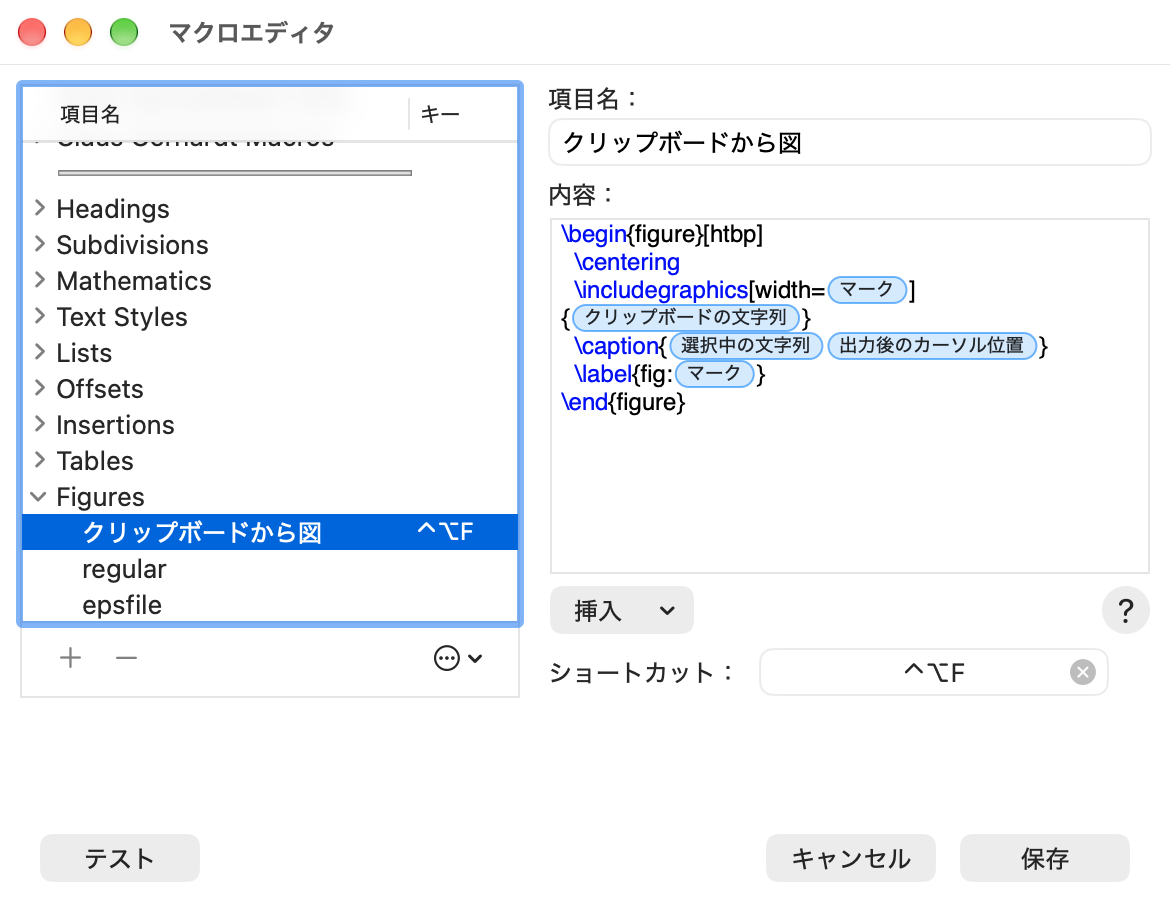 マクロエディタ
項目名
キー
Claus Gerhardt Macros
Headings
Subdivisions
Mathematics
Text Styles
Lists
Offsets
Insertions
Tables
Figures
クリップボードから図 ^⌥F
regular
epsfile
項目名：
クリップボードから図
内容：
\begin{figure}[htbp]
\centering
\includegraphics[width=マーク]
{クリップボードの文字列}
\caption{選択中の文字列 出力後のカーソル位置}
\label{fig:マーク}
\end{figure}
挿入
?
ショートカット： ^⌥F
テスト
キャンセル
保存